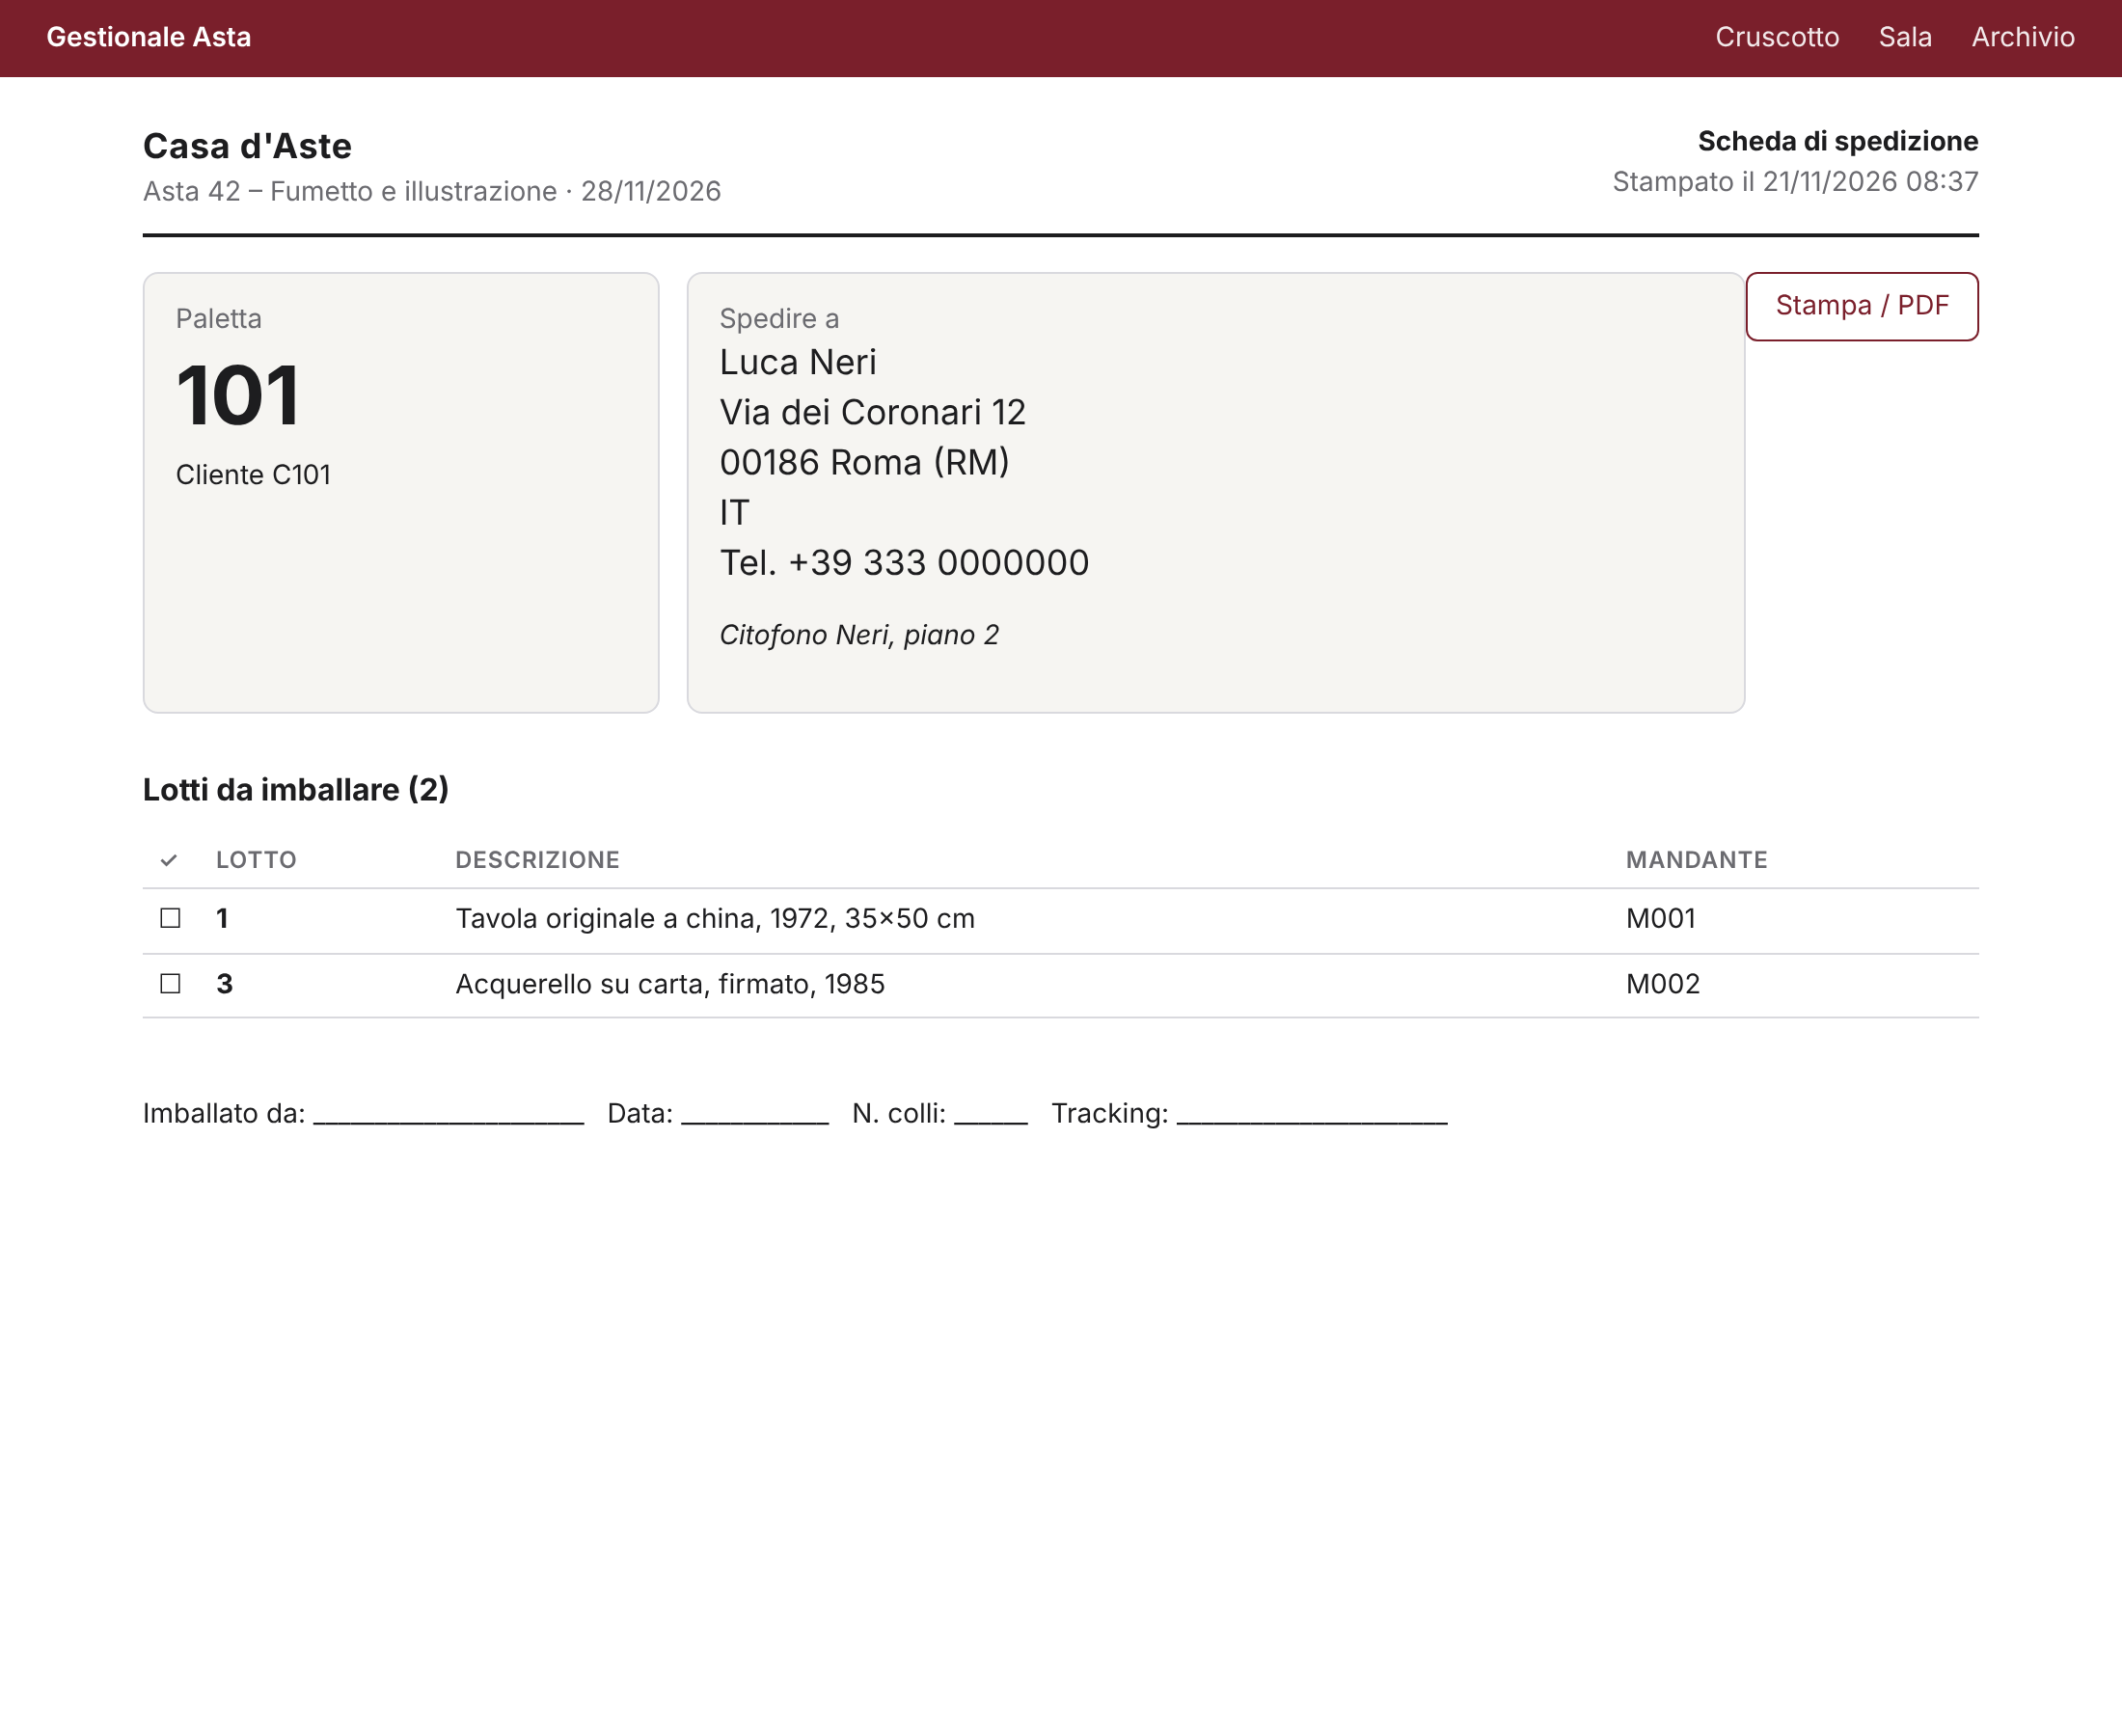 Gestionale Asta
Cruscotto Sala Archivio
Casa d'Aste
Asta 42 – Fumetto e illustrazione · 28/11/2026
Scheda di spedizione
Stampato il 21/11/2026 08:37
Paletta
101
Cliente C101
Spedire a
Luca Neri
Via dei Coronari 12
00186 Roma (RM)
IT
Tel. +39 333 0000000
Citofono Neri, piano 2
Stampa / PDF
Lotti da imballare (2)
✓ LOTTO DESCRIZIONE MANDANTE
☐ 1 Tavola originale a china, 1972, 35×50 cm M001
☐ 3 Acquerello su carta, firmato, 1985 M002
Imballato da: ______________________ Data: ____________ N. colli: ______ Tracking: ______________________